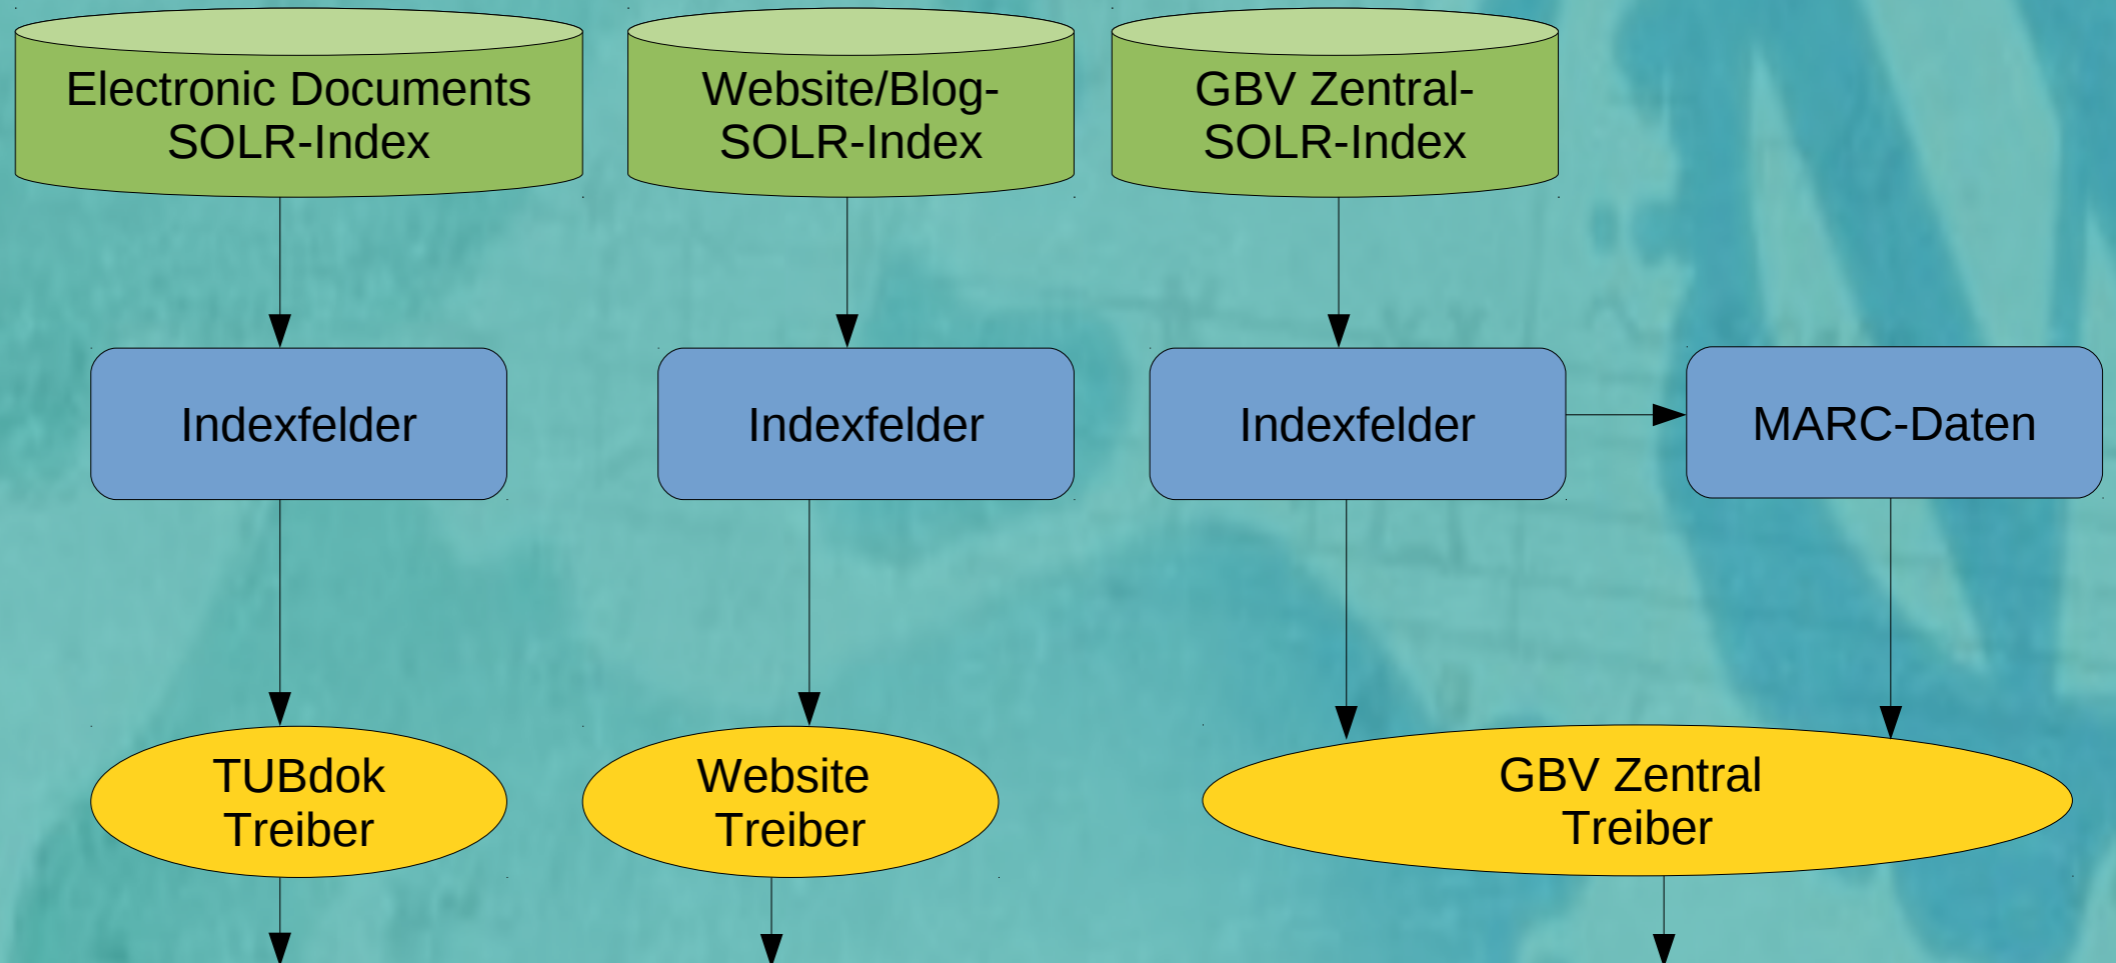 Electronic Documents
SOLR-Index
Website/Blog-
SOLR-Index
GBV Zentral-
SOLR-Index
Indexfelder
Indexfelder
Indexfelder
MARC-Daten
TUBdok
Treiber
Website
Treiber
GBV Zentral
Treiber